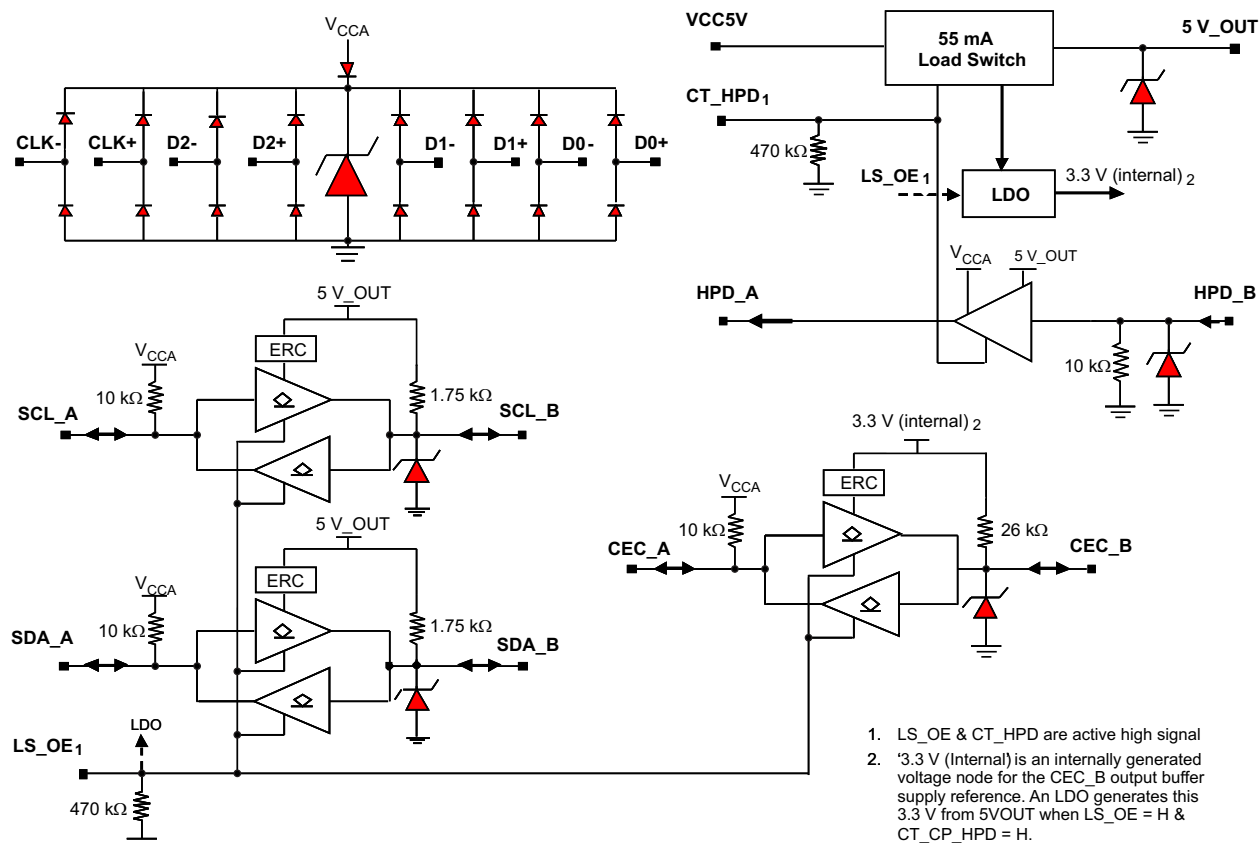 VCCA
CLK-
CLK+
D2-
D2+
D1-
D1+
D0-
D0+
VCC5V
55 mA
Load Switch
5 V_OUT
CT_HPD1
470 kΩ
LS_OE1
LDO
3.3 V (internal) 2
VCCA
5 V_OUT
HPD_A
HPD_B
10 kΩ
5 V_OUT
ERC
VCCA
10 kΩ
1.75 kΩ
SCL_A
SCL_B
5 V_OUT
ERC
VCCA
10 kΩ
1.75 kΩ
SDA_A
SDA_B
3.3 V (internal) 2
ERC
VCCA
10 kΩ
26 kΩ
CEC_A
CEC_B
LDO
LS_OE1
470 kΩ
1. LS_OE & CT_HPD are active high signal
2. ‘3.3 V (Internal) is an internally generated
voltage node for the CEC_B output buffer
supply reference. An LDO generates this
3.3 V from 5VOUT when LS_OE = H &
CT_CP_HPD = H.